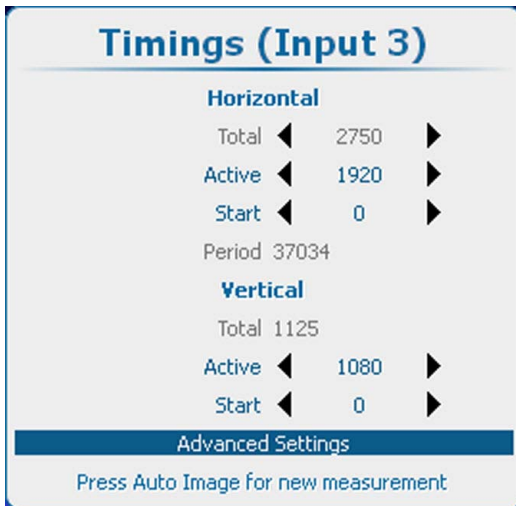 Timings (Input 3)
Horizontal
Total 2750
Active 1920
Start 0
Period 37034
Vertical
Total 1125
Active 1080
Start 0
Advanced Settings
Press Auto Image for new measurement